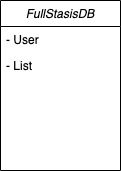 FullStasisDB
- User
- List